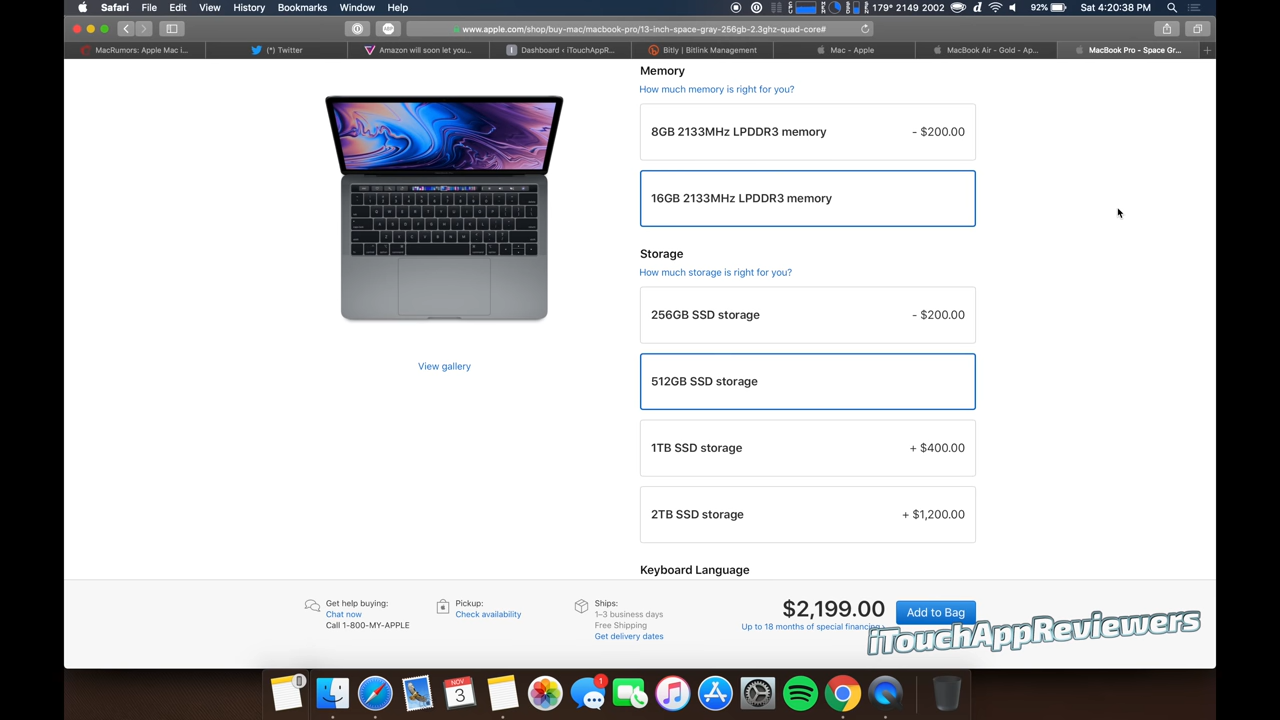 Safari File Edit View History Bookmarks Window Help
179° 2149 2002 92% Sat 4:20:38 PM
www.apple.com/shop/buy-mac/macbook-pro/13-inch-space-gray-256gb-2.3ghz-quad-core#
MacRumors: Apple Mac i... (*) Twitter Amazon will soon let you... Dashboard ‹ iTouchAppR... Bitly | Bitlink Management Mac - Apple MacBook Air - Gold - Ap... MacBook Pro - Space Gr...
Memory
How much memory is right for you?
8GB 2133MHz LPDDR3 memory - $200.00
16GB 2133MHz LPDDR3 memory
Storage
How much storage is right for you?
256GB SSD storage - $200.00
View gallery
512GB SSD storage
1TB SSD storage + $400.00
2TB SSD storage + $1,200.00
Keyboard Language
Get help buying:
Chat now
Call 1-800-MY-APPLE
Pickup:
Check availability
Ships:
1–3 business days
Free Shipping
Get delivery dates
$2,199.00
Up to 18 months of special financing
Add to Bag
iTouchAppReviewers
NOV
3
1